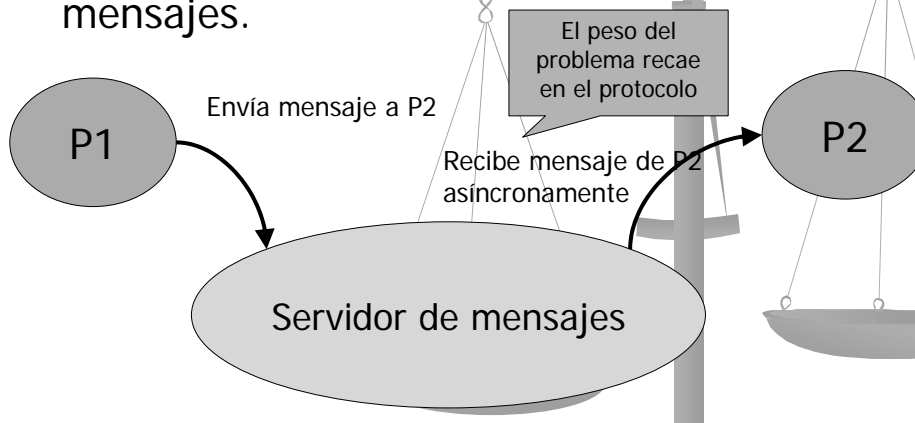 mensajes.
El peso del
problema recae
en el protocolo
P1
Envía mensaje a P2
P2
Recibe mensaje de P2
asíncronamente
Servidor de mensajes